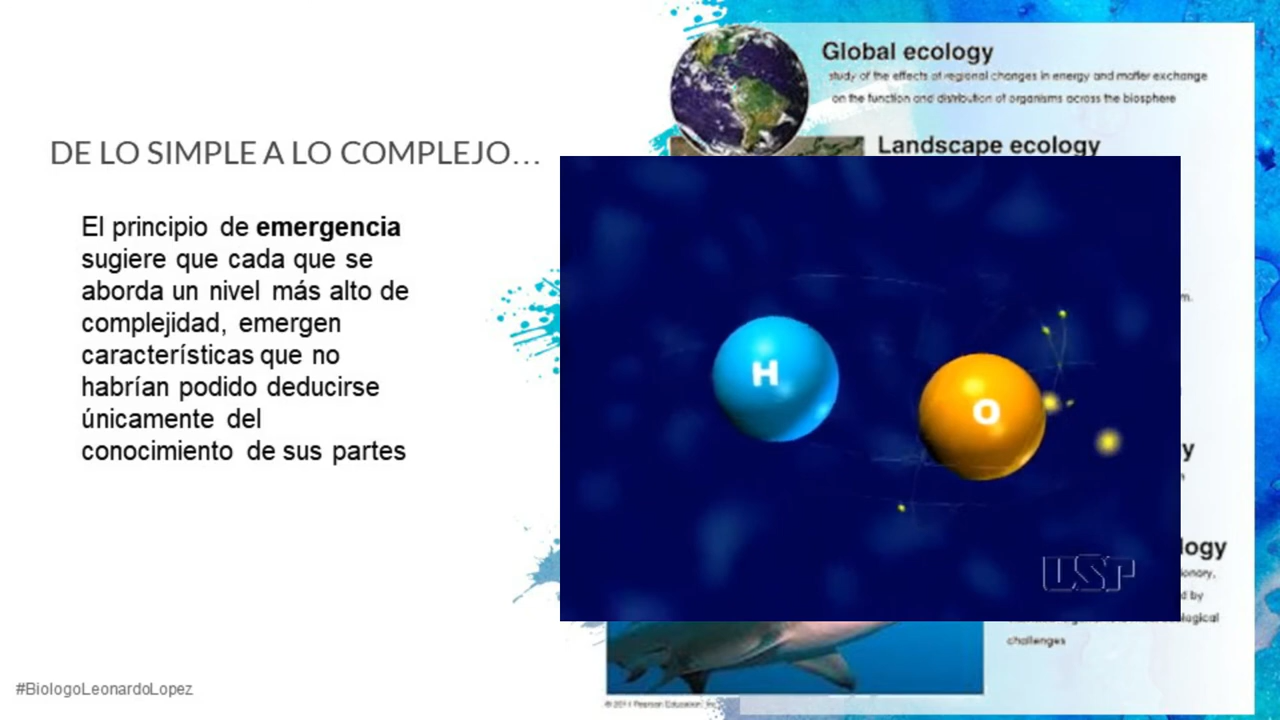 DE LO SIMPLE A LO COMPLEJO...
El principio de emergencia
sugiere que cada que se
aborda un nivel más alto de
complejidad, emergen
características que no
habrían podido deducirse
únicamente del
conocimiento de sus partes
#BiologoLeonardoLopez
Global ecology
study of the effects of regional changes in energy and matter exchange
on the function and distribution of organisms across the biosphere
Landscape ecology
H
O
USP
challenges